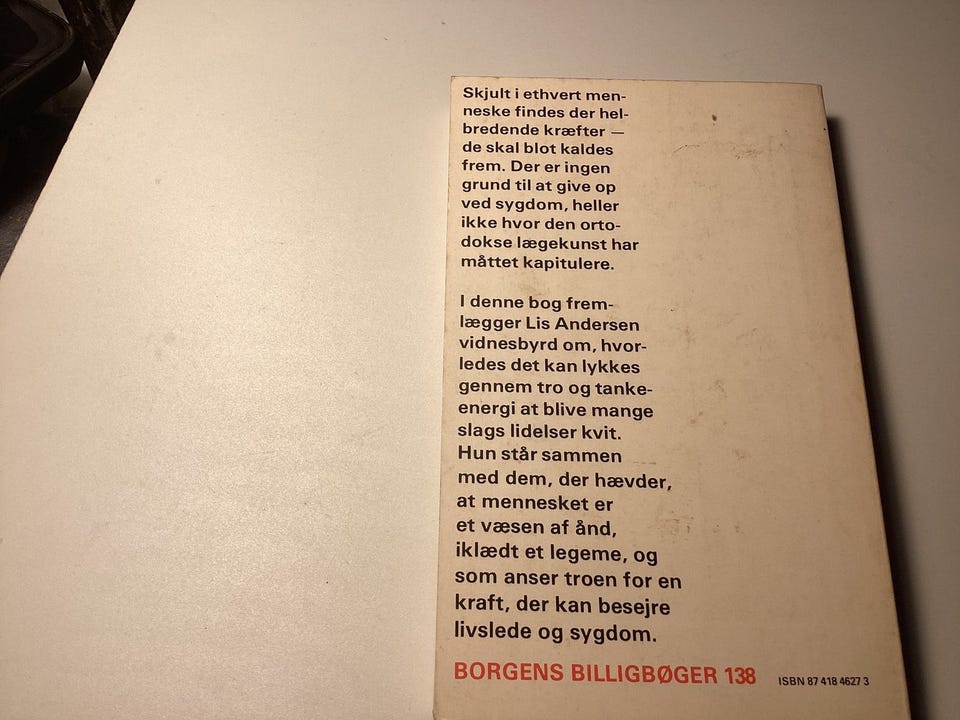 Skjult i ethvert men-
neske findes der hel-
bredende kræfter —
de skal blot kaldes
frem. Der er ingen
grund til at give op
ved sygdom, heller
ikke hvor den orto-
dokse lægekunst har
måttet kapitulere.
I denne bog frem-
lægger Lis Andersen
vidnesbyrd om, hvor-
ledes det kan lykkes
gennem tro og tanke-
energi at blive mange
slags lidelser kvit.
Hun står sammen
med dem, der hævder,
at mennesket er
et væsen af ånd,
iklædt et legeme, og
som anser troen for en
kraft, der kan besejre
livslede og sygdom.
BORGENS BILLIGBØGER 138
ISBN 87 418 4627 3